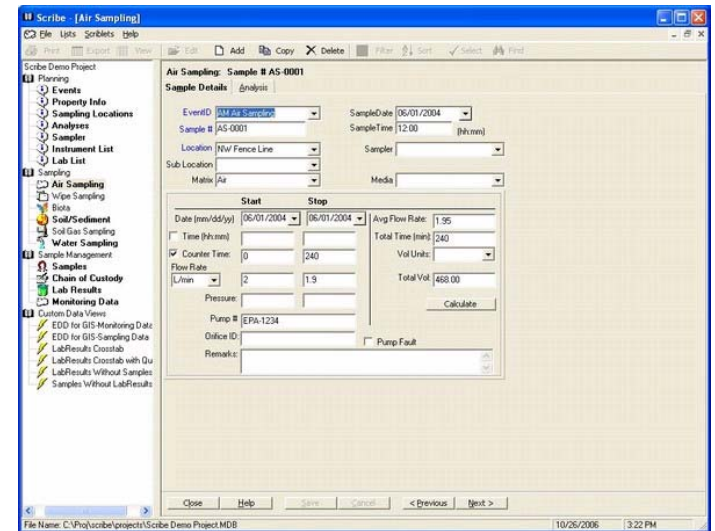 Scribe - [Air Sampling]
File Lists Scriblets Help
Print Export View Edit Add Copy Delete Filter Sort Select Find
Scribe Demo Project
Planning
Events
Property Info
Sampling Locations
Analyses
Sampler
Instrument List
Lab List
Sampling
Air Sampling
Wipe Sampling
Biota
Soil/Sediment
Soil Gas Sampling
Water Sampling
Sample Management
Samples
Chain of Custody
Lab Results
Monitoring Data
Custom Data Views
EDD for GIS-Monitoring Data
EDD for GIS-Sampling Data
LabResults Crosstab
LabResults Crosstab with Qu
LabResults Without Samples
Samples Without LabResults
Air Sampling: Sample # AS-0001
Sample Details Analysis
EventID AM Air Sampling SampleDate 06/01/2004
Sample # AS-0001 SampleTime 12:00 (hh:mm)
Location NW Fence Line Sampler
Sub Location
Matrix Air Media
Start Stop
Date (mm/dd/yy) 06/01/2004 06/01/2004 Avg Flow Rate: 1.95
Time (hh:mm) Total Time (min): 240
Counter Time: 0 240 Vol Units:
Flow Rate
L/min 2 1.9 Total Vol: 468.00
Pressure: Calculate
Pump # EPA-1234
Orifice ID: Pump Fault
Remarks:
Close Help Save Cancel < Previous Next >
File Name: C:\Proj\scribe\projects\Scribe Demo Project.MDB 10/26/2006 3:22 PM